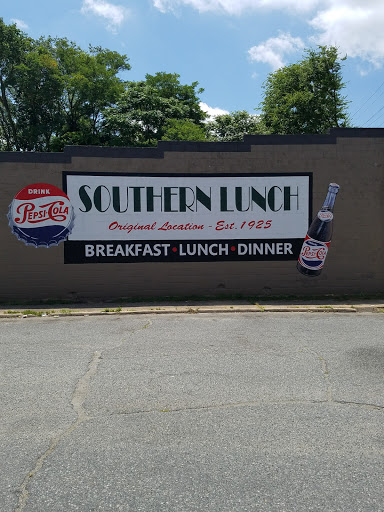 DRINK
PEPSI-COLA
SOUTHERN LUNCH
Original Location - Est. 1925
BREAKFAST • LUNCH • DINNER
PEPSI-COLA